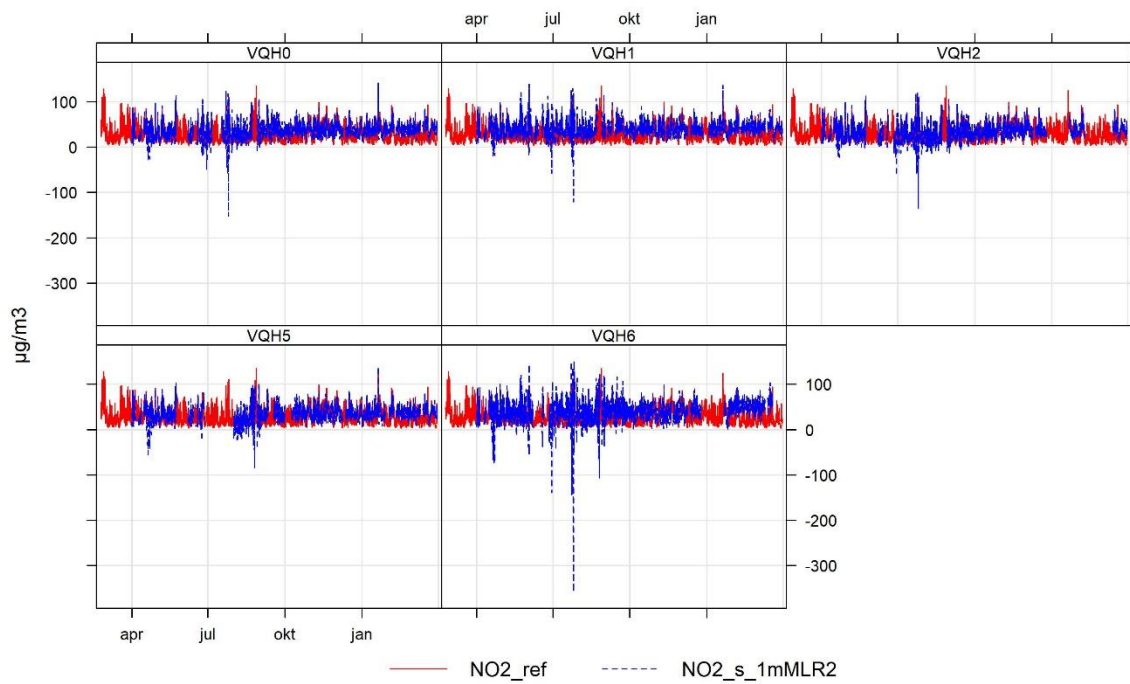 apr jul okt jan
VQH0 VQH1 VQH2
100
0
-100
-200
-300
µg/m3
VQH5 VQH6
100
0
-100
-200
-300
apr jul okt jan
NO2_ref NO2_s_1mMLR2